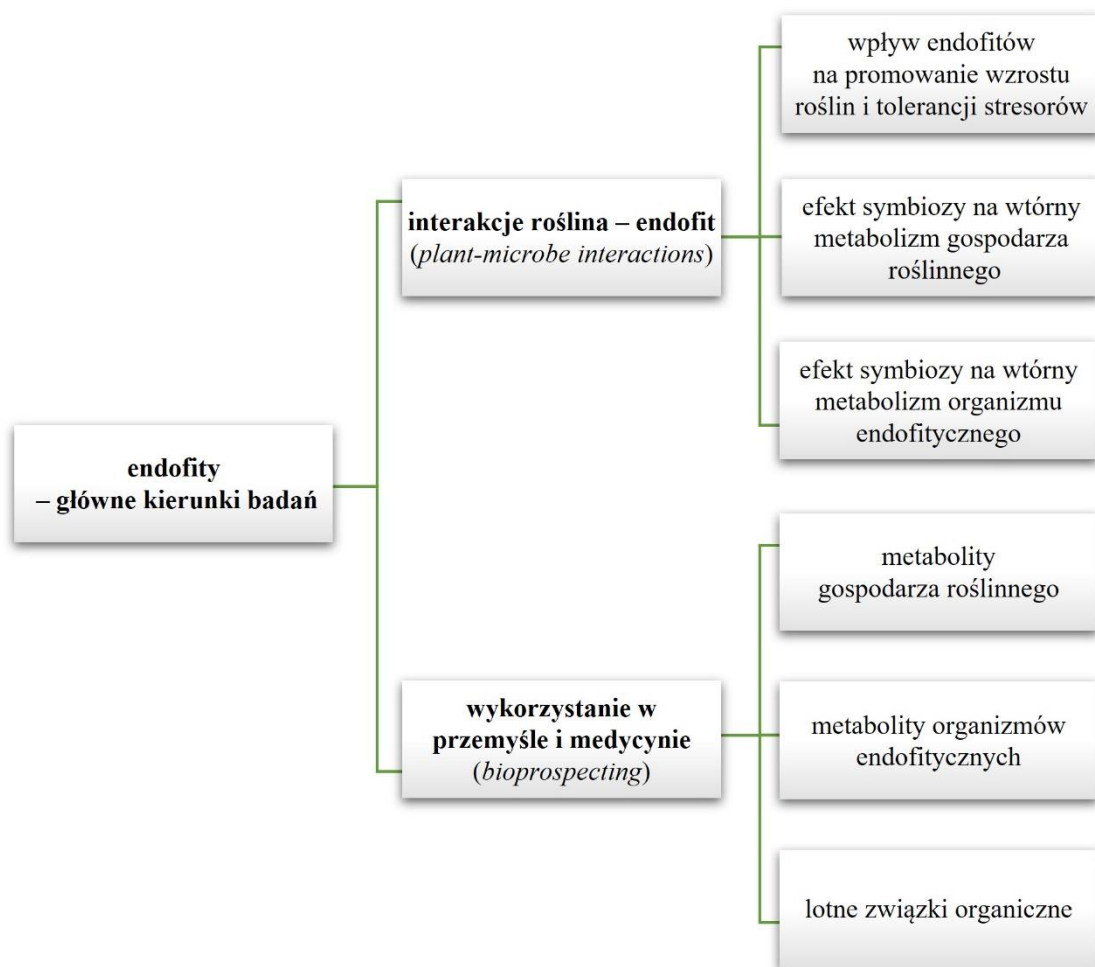 endofity
– główne kierunki badań
interakcje roślina – endofit
(plant-microbe interactions)
wpływ endofitów
na promowanie wzrostu
roślin i tolerancji stresorów
efekt symbiozy na wtórny
metabolizm gospodarza
roślinnego
efekt symbiozy na wtórny
metabolizm organizmu
endofitycznego
wykorzystanie w
przemyśle i medycynie
(bioprospecting)
metabolity
gospodarza roślinnego
metabolity organizmów
endofitycznych
lotne związki organiczne